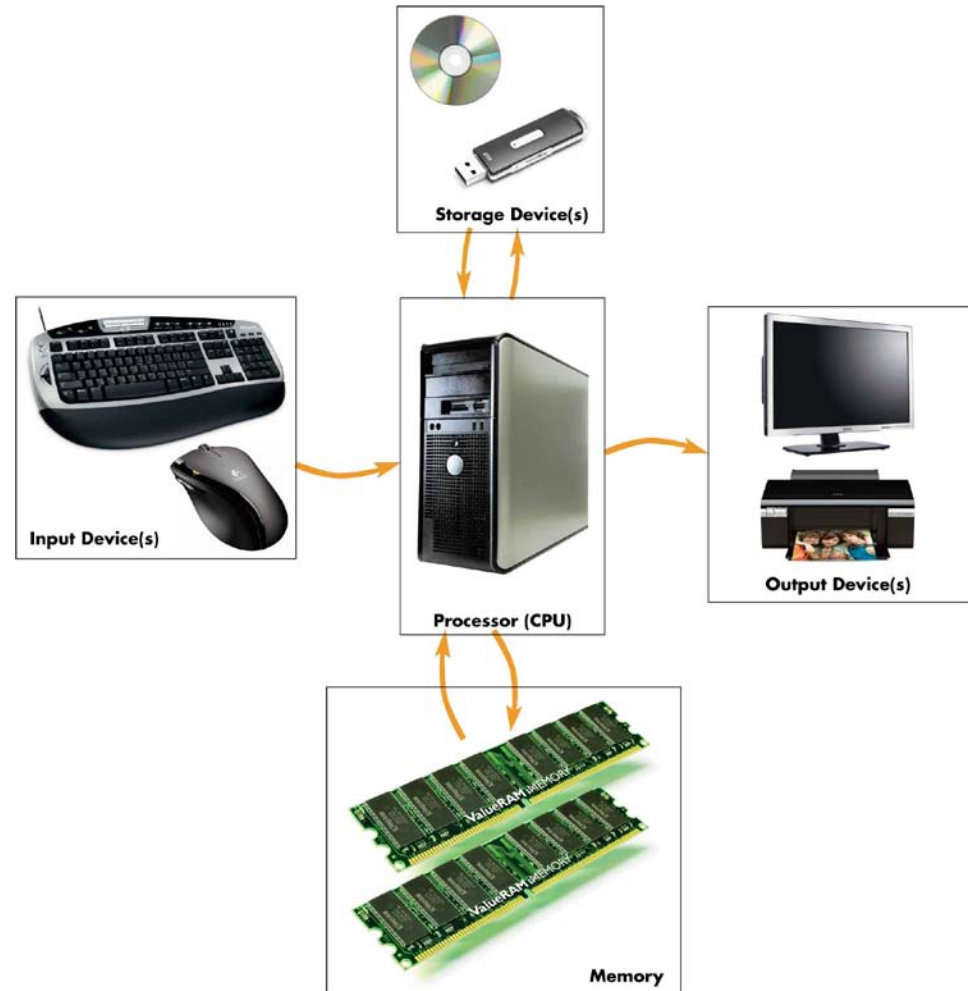 Storage Device(s)
Input Device(s)
Processor (CPU)
Output Device(s)
ValueRAM
MEMORY
ValueRAM
MEMORY
Memory